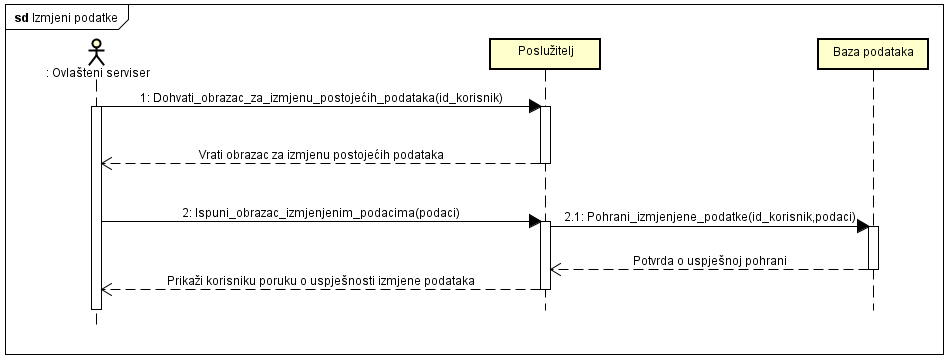 sd Izmjeni podatke
: Ovlašteni serviser
Poslužitelj
Baza podataka
1: Dohvati_obrazac_za_izmjenu_postojećih_podataka(id_korisnik)
Vrati obrazac za izmjenu postojećih podataka
2: Ispuni_obrazac_izmjenjenim_podacima(podaci)
2.1: Pohrani_izmjenjene_podatke(id_korisnik,podaci)
Potvrda o uspješnoj pohrani
Prikaži korisniku poruku o uspješnosti izmjene podataka